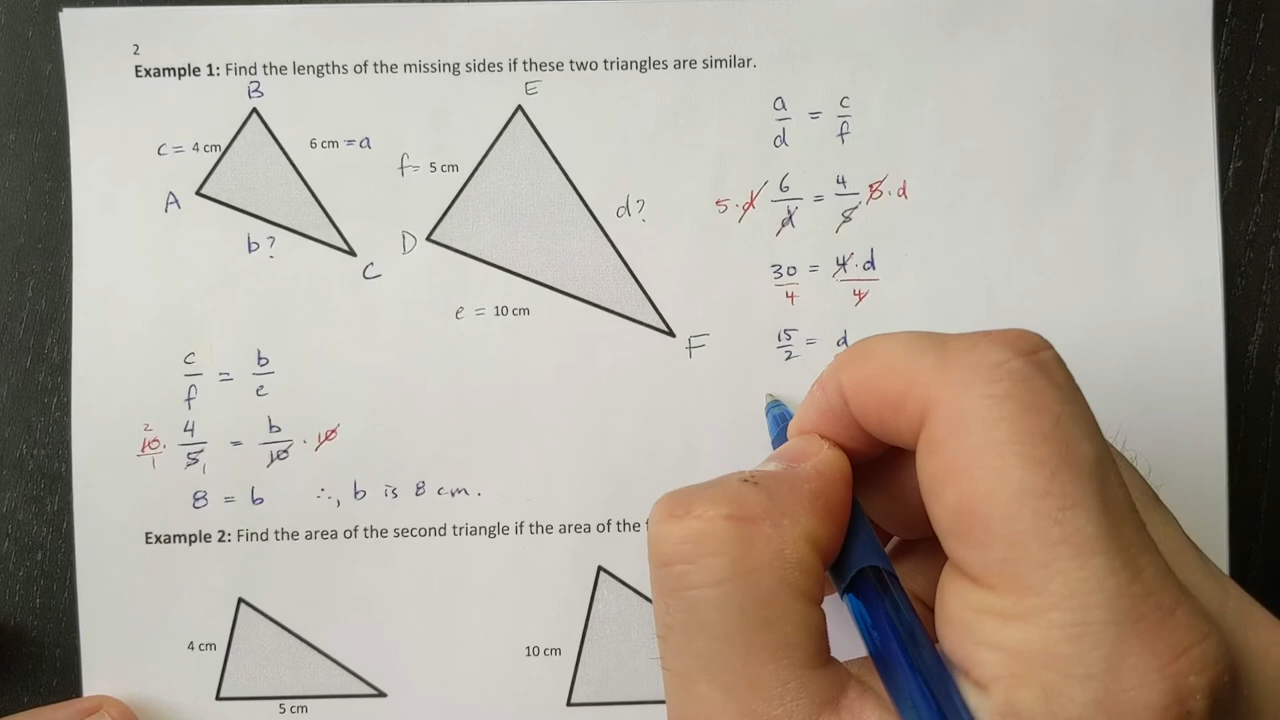 2
Example 1: Find the lengths of the missing sides if these two triangles are similar.
B
E
c = 4 cm
6 cm = a
f = 5 cm
A
d?
b?
D
C
e = 10 cm
F
a/d = c/f
5·d 6/d = 4/5 · 5·d
30/4 = 4·d/4
15/2 = d
c/f = b/e
2
10/1 · 4/5 1 = b/10 · 10
8 = b ∴, b is 8 cm.
Example 2: Find the area of the second triangle if the area of the
4 cm
10 cm
5 cm